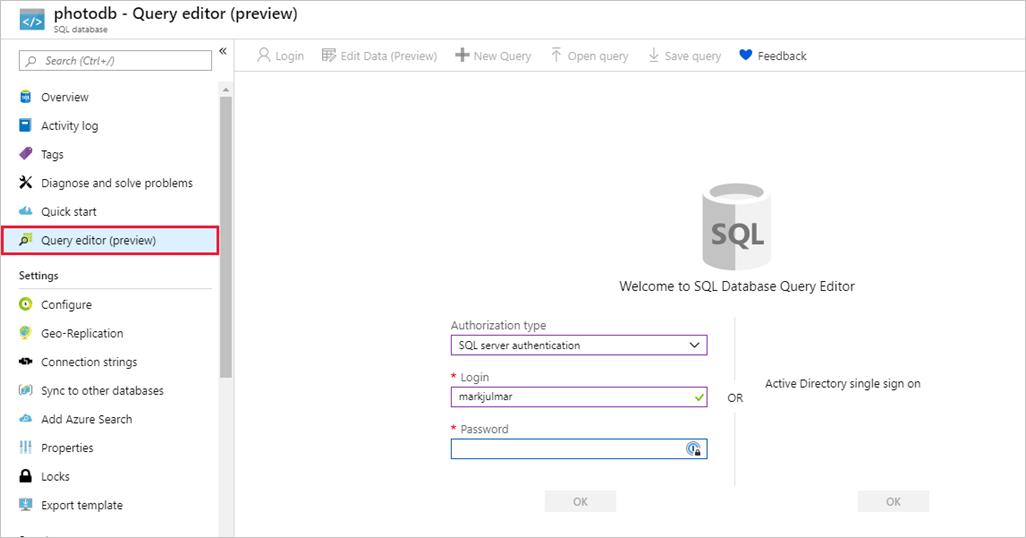 photodb - Query editor (preview)
SQL database
Search (Ctrl+/)
«
Overview
Activity log
Tags
Diagnose and solve problems
Quick start
Query editor (preview)
Settings
Configure
Geo-Replication
Connection strings
Sync to other databases
Add Azure Search
Properties
Locks
Export template
Login
Edit Data (Preview)
New Query
Open query
Save query
Feedback
SQL
Welcome to SQL Database Query Editor
Authorization type
SQL server authentication
* Login
markjulmar
* Password
OK
OR
Active Directory single sign on
OK